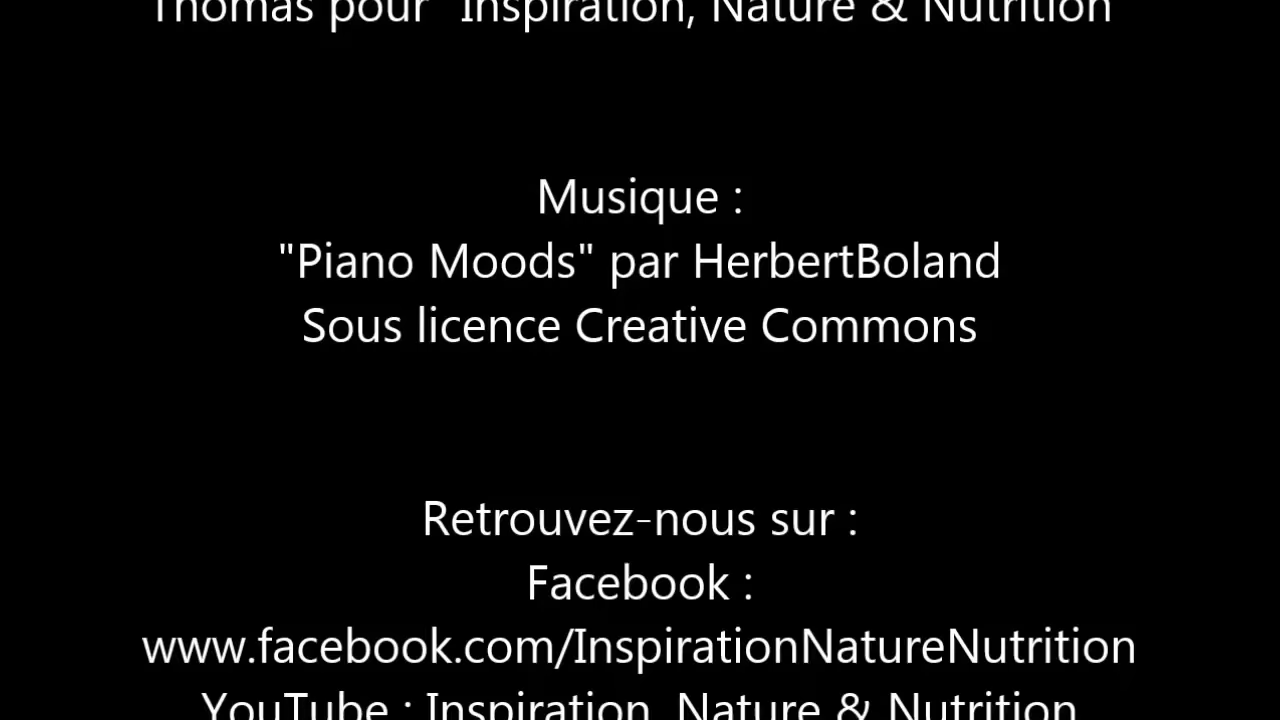 Thomas pour "Inspiration, Nature & Nutrition
Musique :
"Piano Moods" par HerbertBoland
Sous licence Creative Commons
Retrouvez-nous sur :
Facebook :
www.facebook.com/InspirationNatureNutrition
YouTube : Inspiration, Nature & Nutrition